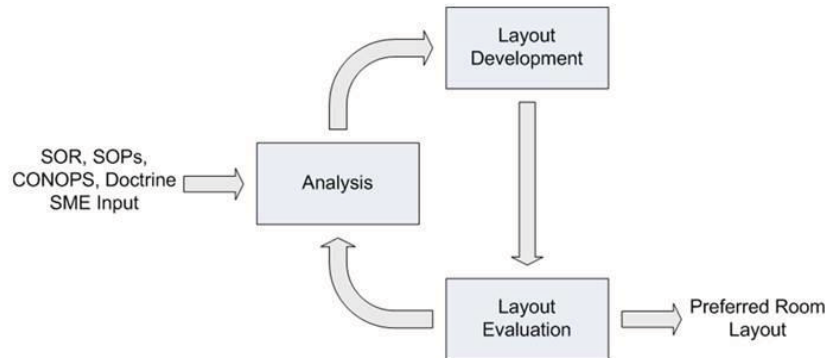 Layout
Development
SOR, SOPs,
CONOPS, Doctrine
SME Input
Analysis
Layout
Evaluation
Preferred Room
Layout